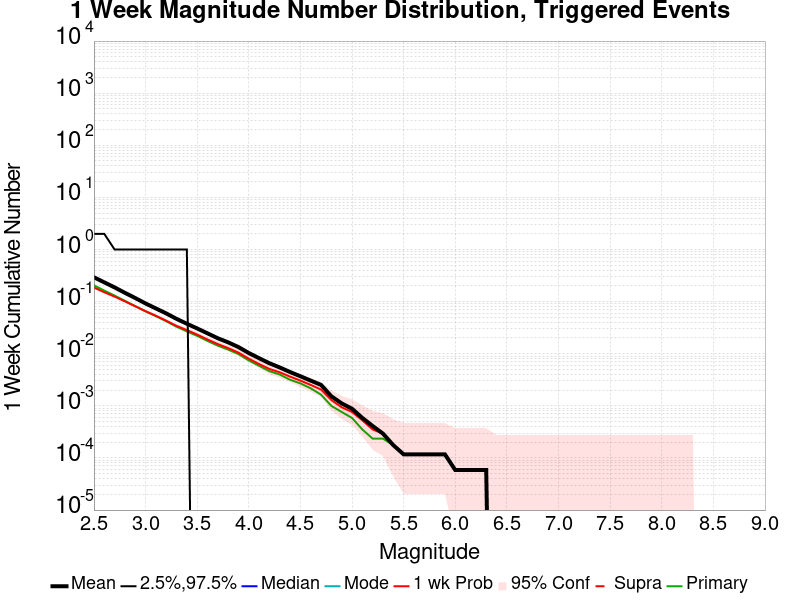 1 Week Magnitude Number Distribution, Triggered Events
1 Week Cumulative Number
10^4
10^3
10^2
10^1
10^0
10^-1
10^-2
10^-3
10^-4
10^-5
2.5 3.0 3.5 4.0 4.5 5.0 5.5 6.0 6.5 7.0 7.5 8.0 8.5 9.0
Magnitude
Mean 2.5%,97.5% Median Mode 1 wk Prob 95% Conf Supra Primary